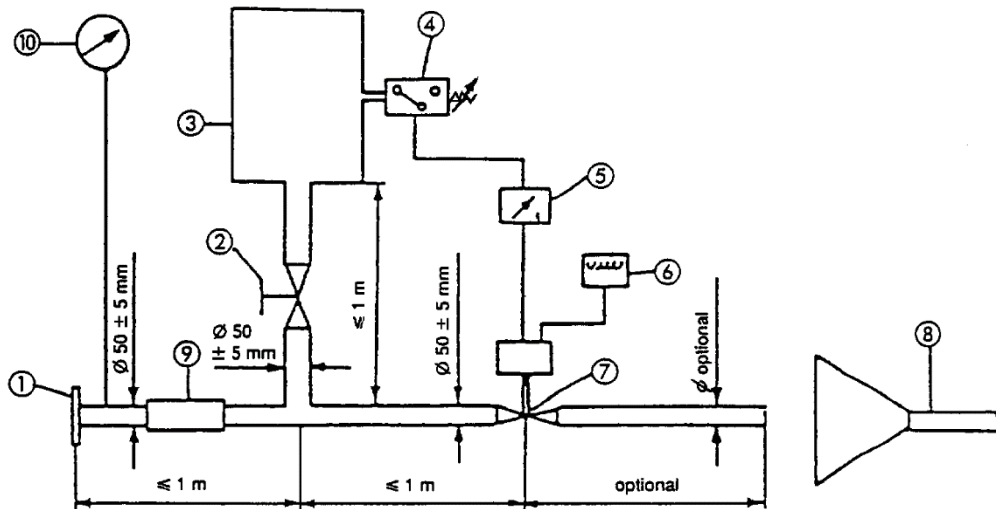 10
4
3
5
2
6
Ø 50 ± 5 mm
Ø 50
± 5 mm
≤ 1 m
Ø 50 ± 5 mm
Ø optional
1
9
7
8
≤ 1 m
≤ 1 m
optional